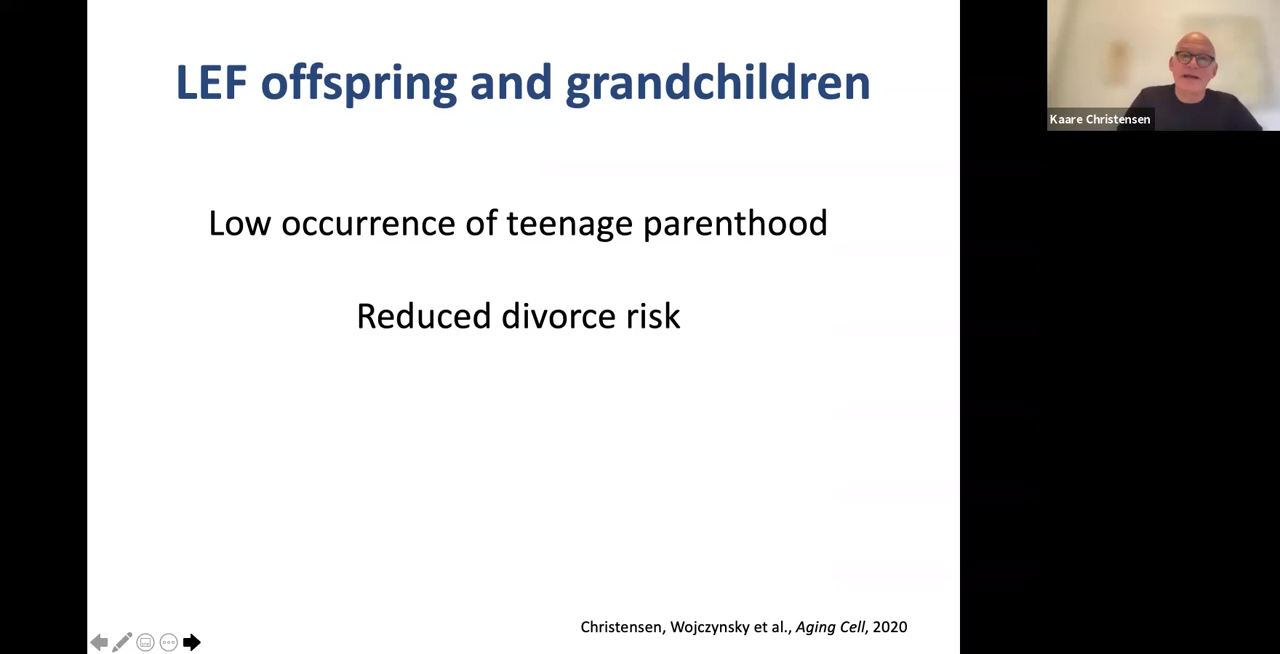 LEF offspring and grandchildren
Kaare Christensen
Low occurrence of teenage parenthood
Reduced divorce risk
Christensen, Wojczynsky et al., Aging Cell, 2020